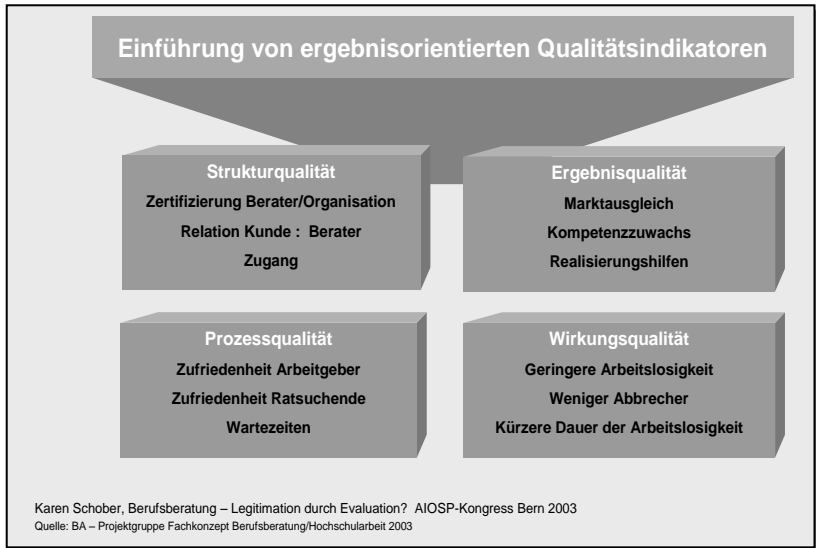 Einführung von ergebnisorientierten Qualitätsindikatoren
Strukturqualität
Zertifizierung Berater/Organisation
Relation Kunde : Berater
Zugang
Ergebnisqualität
Marktausgleich
Kompetenzzuwachs
Realisierungshilfen
Prozessqualität
Zufriedenheit Arbeitgeber
Zufriedenheit Ratsuchende
Wartezeiten
Wirkungsqualität
Geringere Arbeitslosigkeit
Weniger Abbrecher
Kürzere Dauer der Arbeitslosigkeit
Karen Schober, Berufsberatung – Legitimation durch Evaluation? AIOSP-Kongress Bern 2003
Quelle: BA – Projektgruppe Fachkonzept Berufsberatung/Hochschularbeit 2003